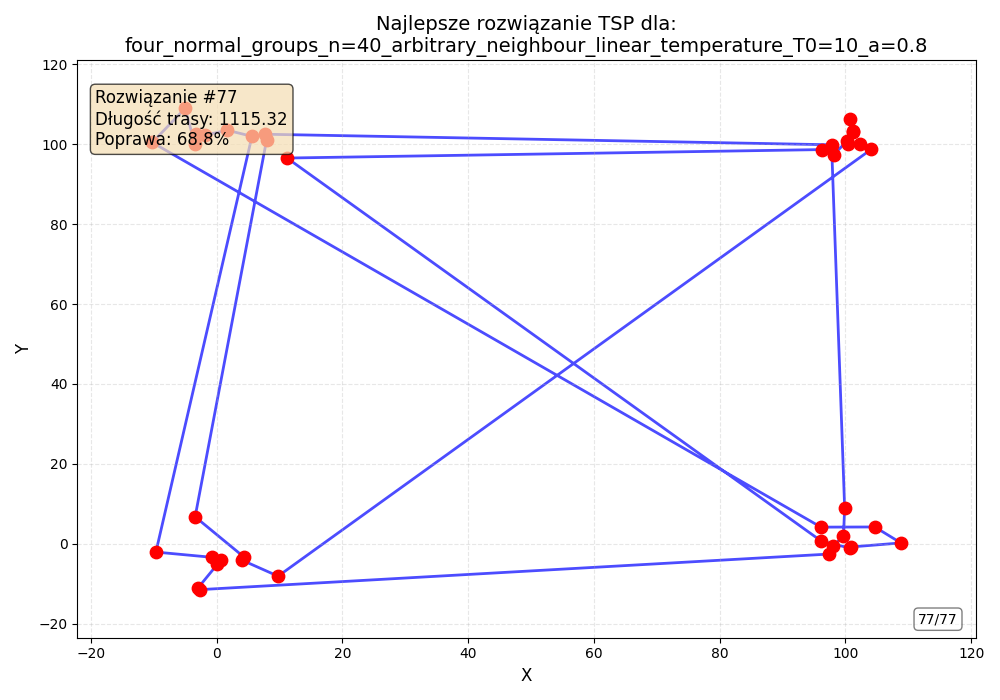 Najlepsze rozwiązanie TSP dla:
four_normal_groups_n=40_arbitrary_neighbour_linear_temperature_T0=10_a=0.8
Rozwiązanie #77
Długość trasy: 1115.32
Poprawa: 68.8%
120
100
80
60
40
20
0
−20
Y
77/77
−20
0
20
40
60
80
100
120
X